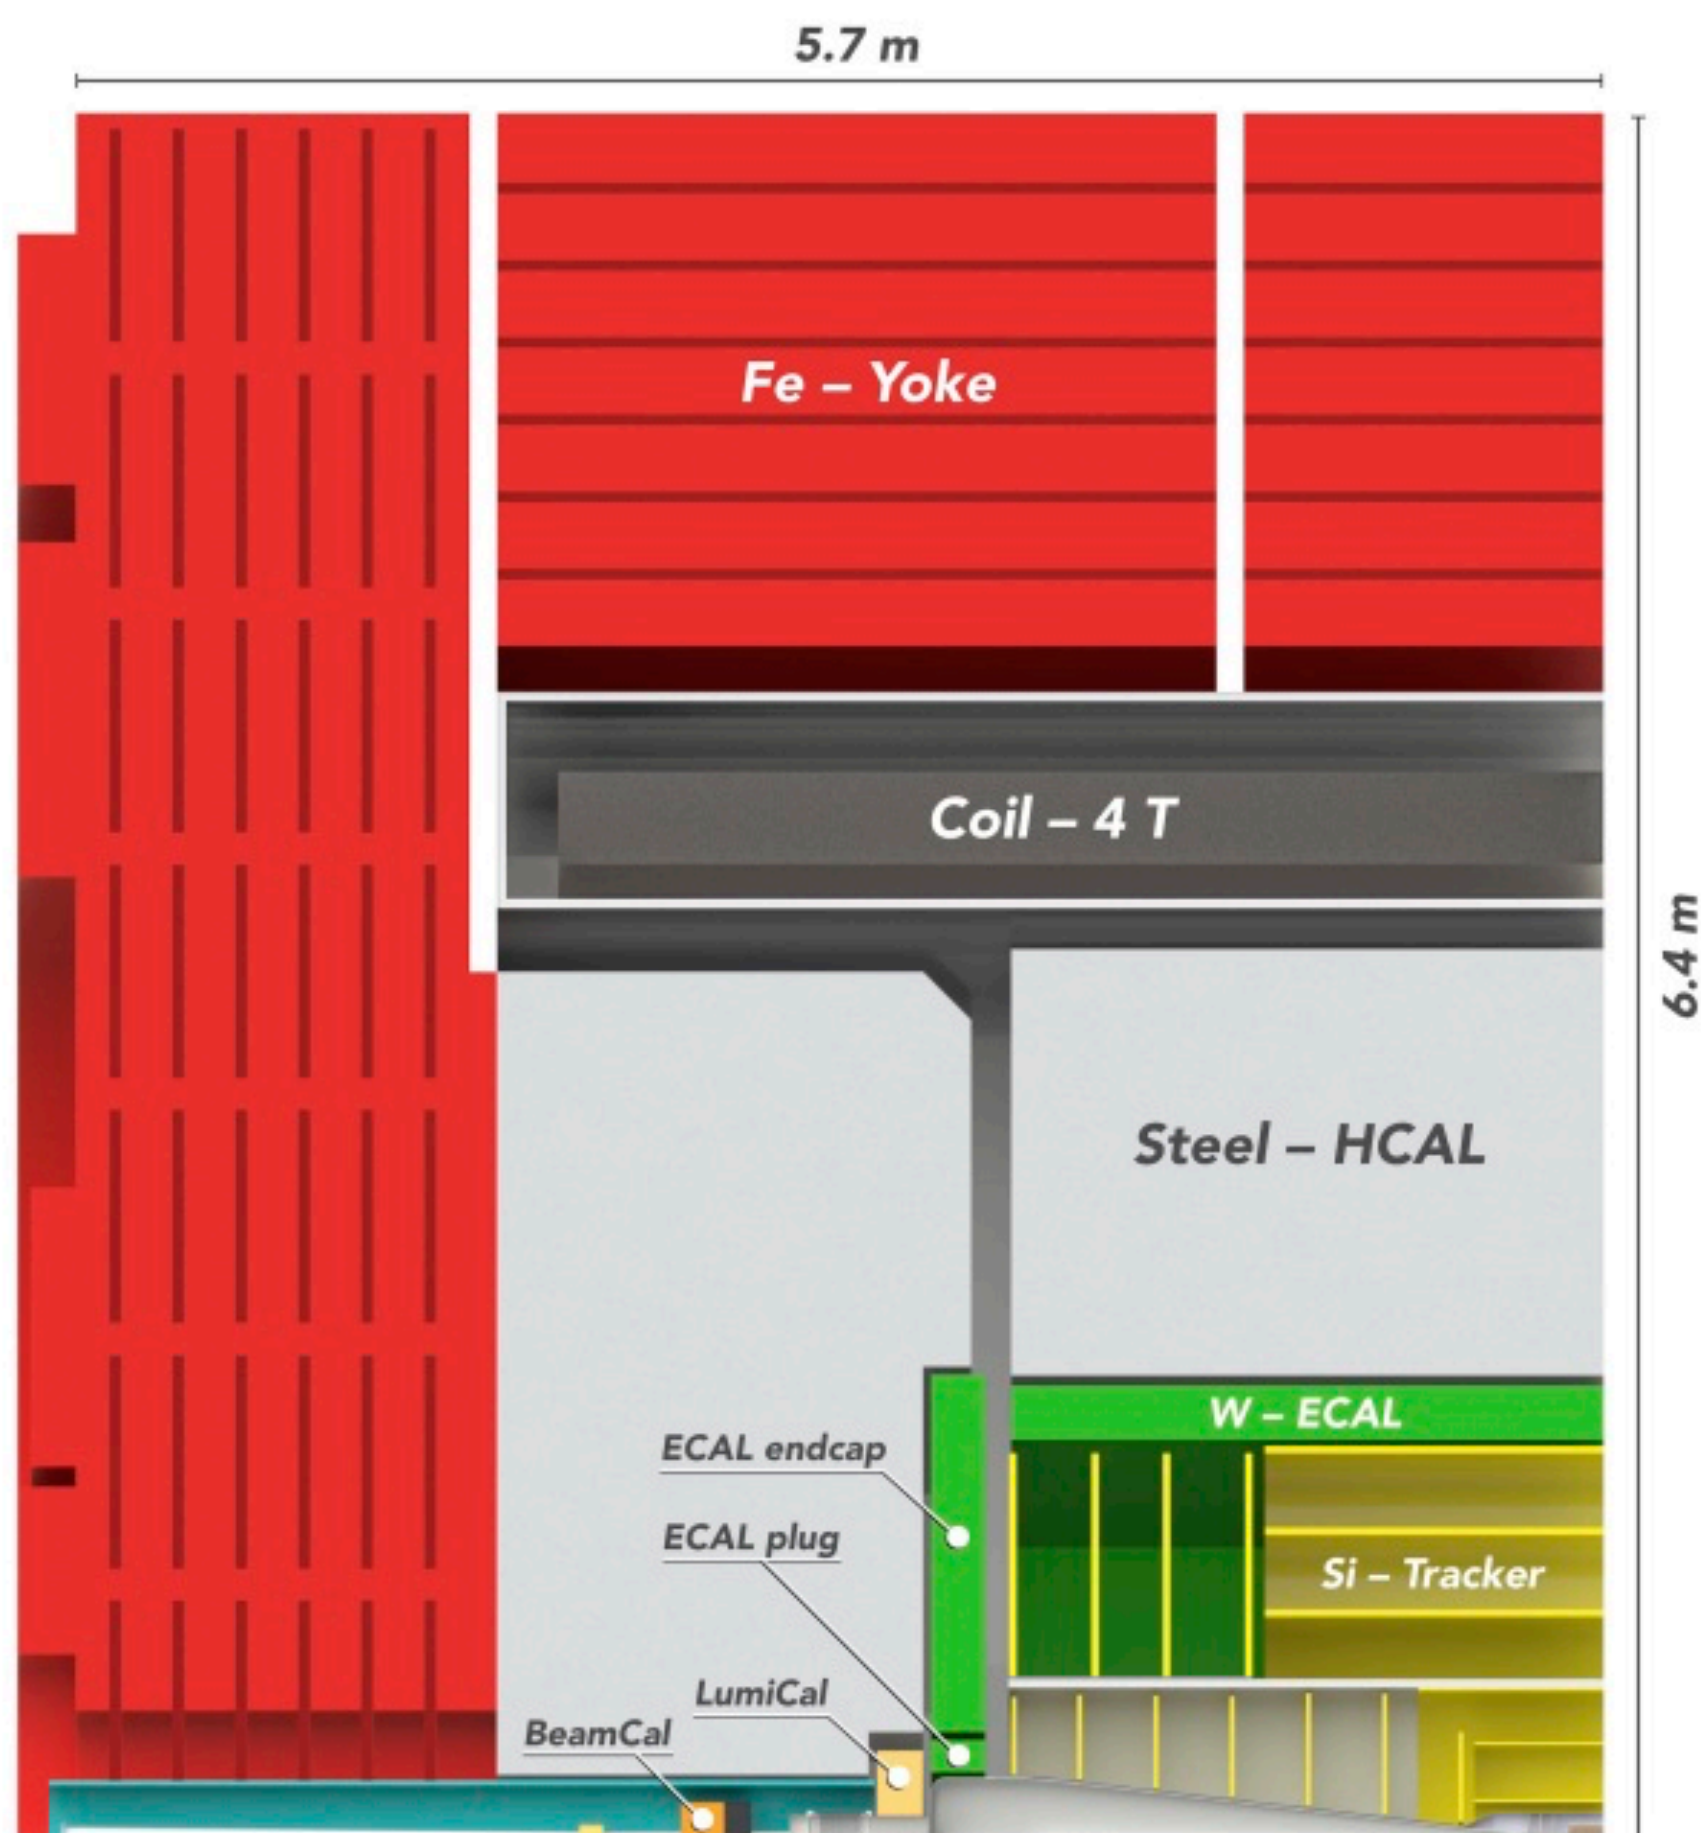 5.7 m
Fe – Yoke
Coil – 4 T
6.4 m
Steel – HCAL
W – ECAL
ECAL endcap
ECAL plug
Si – Tracker
LumiCal
BeamCal